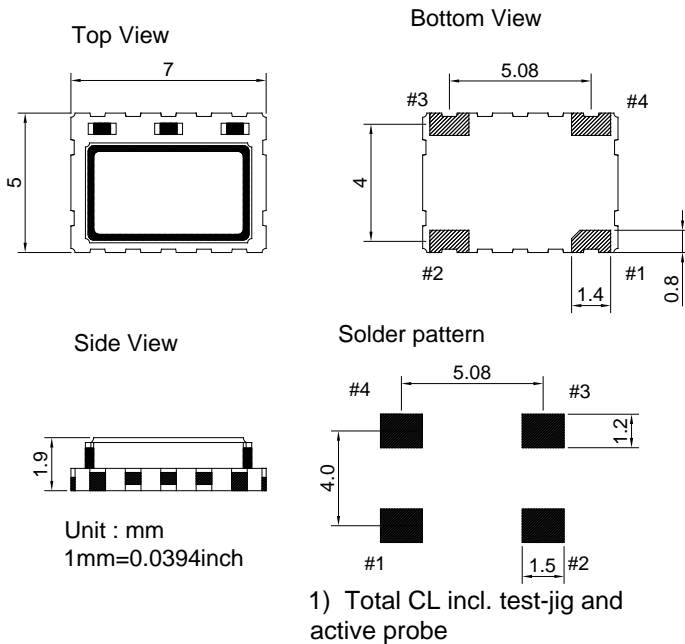 Top View
7
5
Bottom View
5.08
#3
#4
4
#2
#1
1.4
0.8
Side View
1.9
Unit : mm
1mm=0.0394inch
Solder pattern
5.08
#4
#3
4.0
1.2
#1
#2
1.5
1) Total CL incl. test-jig and
active probe